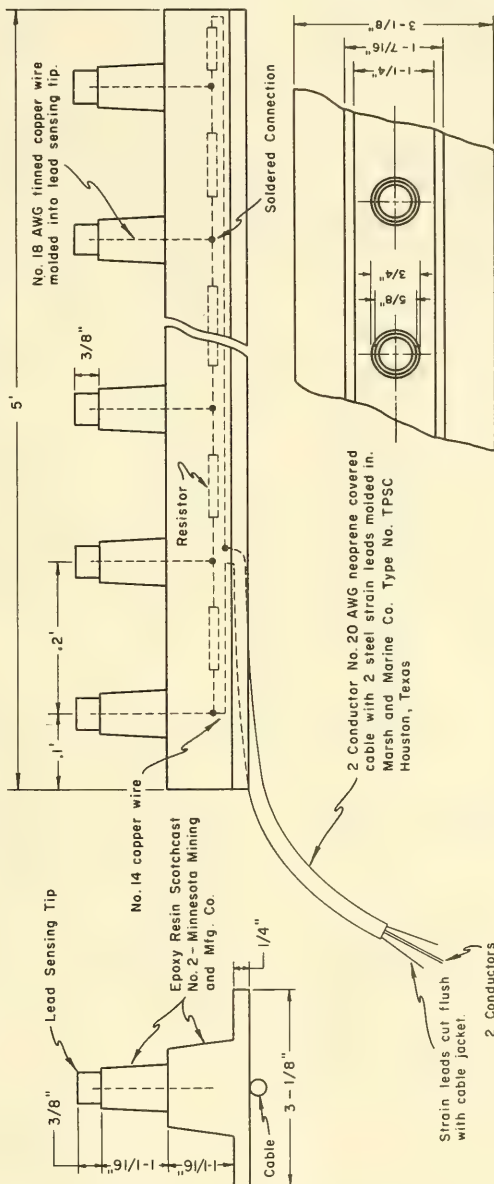 5'
.2'
.1'
3/8"
No. 18 AWG tinned copper wire
molded into lead sensing tip.
Resistor
Soldered Connection
No. 14 copper wire
2 Conductor No. 20 AWG neoprene covered
cable with 2 steel strain leads molded in.
Marsh and Marine Co. Type No. TPSC
Houston, Texas
Lead Sensing Tip
3/8"
Epoxy Resin Scotchcast
No. 2 - Minnesota Mining
and Mfg. Co.
1-1/16"
1-1/16"
1/4"
Cable
3-1/8"
Strain leads cut flush
with cable jacket.
2 Conductors
3-1/8"
1-7/16"
1-1/4"
3/4"
5/8"